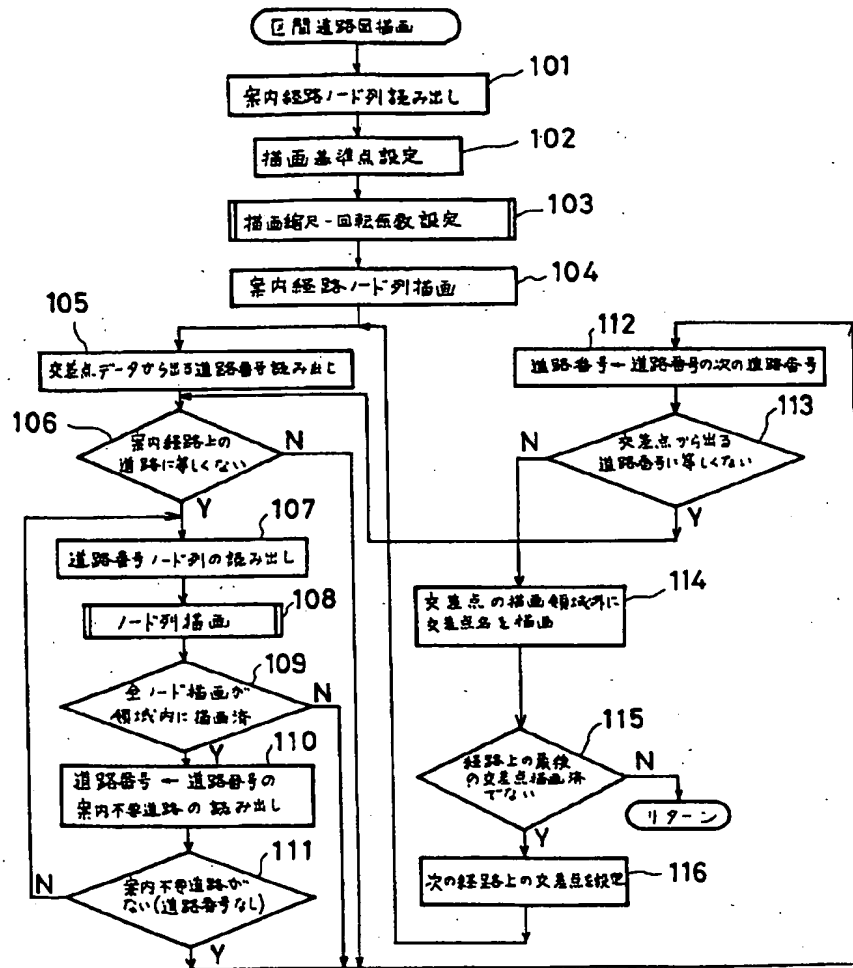 区間道路図描画
101
案内経路ノード列読み出し
102
描画基準点設定
103
描画縮尺-回転係数設定
104
案内経路ノード列描画
105
交差点データから出る道路番号読み出し
106
案内経路上の
道路に等しくない
N
Y
107
道路番号ノード列の読み出し
108
ノード列描画
109
全ノード描画が
領域内に描画済
N
Y
110
道路番号←道路番号の
案内不要道路の読み出し
111
案内不要道路が
ない(道路番号なし)
N
Y
112
道路番号←道路番号の次の道路番号
113
交差点から出る
道路番号に等しくない
N
Y
114
交差点の描画領域外に
交差点名を描画
115
経路上の最後
の交差点描画済
でない
N
リターン
Y
116
次の経路上の交差点を設定